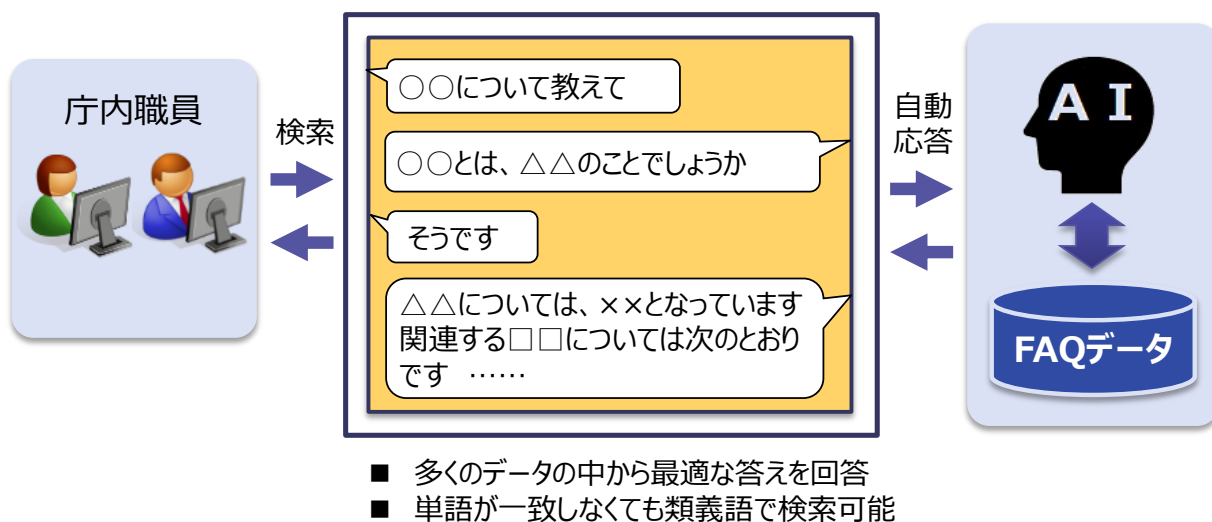 庁内職員
検索
○○について教えて
○○とは、△△のことでしょうか
そうです
△△については、××となっています
関連する□□については次のとおり
です ……
自動
応答
AI
FAQデータ
■ 多くのデータの中から最適な答えを回答
■ 単語が一致しなくても類義語で検索可能